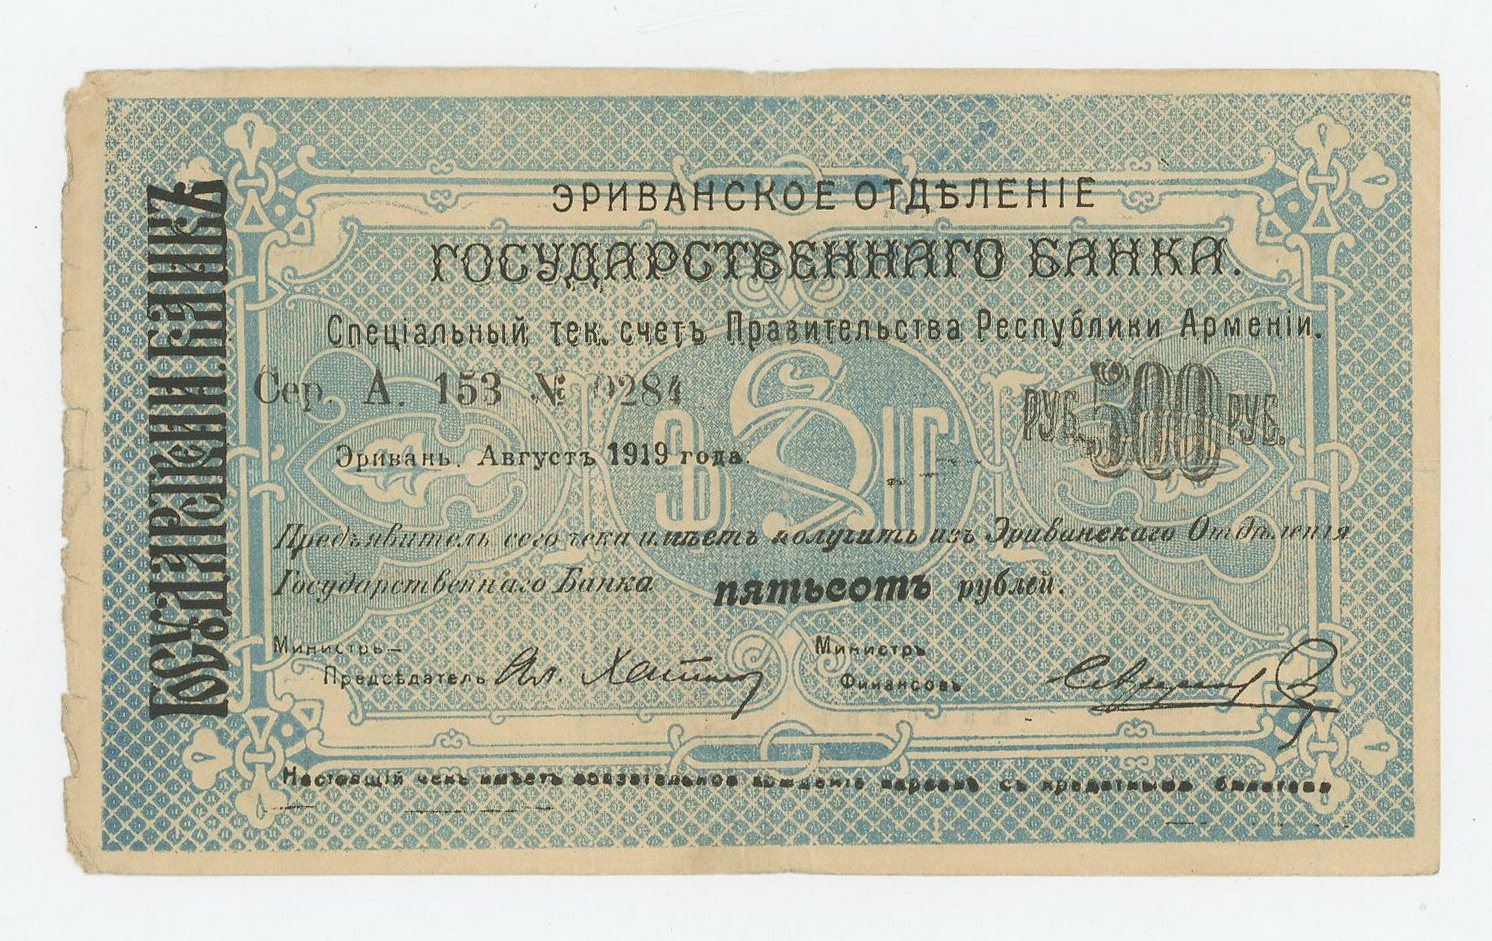 ЭРИВАНСКОЕ ОТДѢЛЕНІЕ
ГОСУДАРСТВЕННАГО БАНКА.
Спеціальный тек. счетъ Правительства Республики Арменіи.
Сер. А. 153 № 0284
РУБ. 500 РУБ.
Эривань. Августъ 1919 года.
Предъявитель сего чека имѣетъ получить изъ Эриванскаго Отдѣленія
Государственнаго Банка пятьсотъ рублей.
Министръ—
Предсѣдатель
Министръ
Финансовъ
Настоящій чекъ имѣетъ обязательное хожденіе наравнѣ съ кредитными билетами